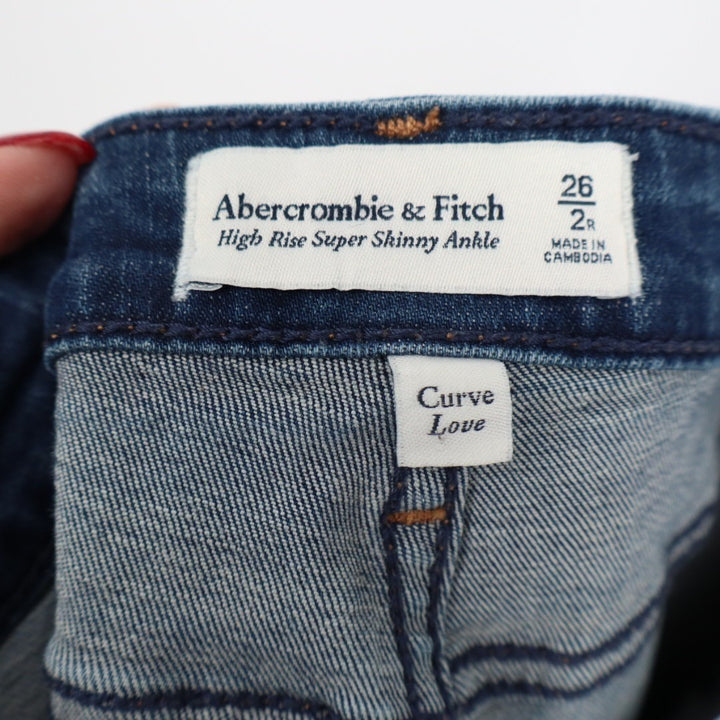 Abercrombie & Fitch
High Rise Super Skinny Ankle
26
2R
MADE IN
CAMBODIA
Curve
Love